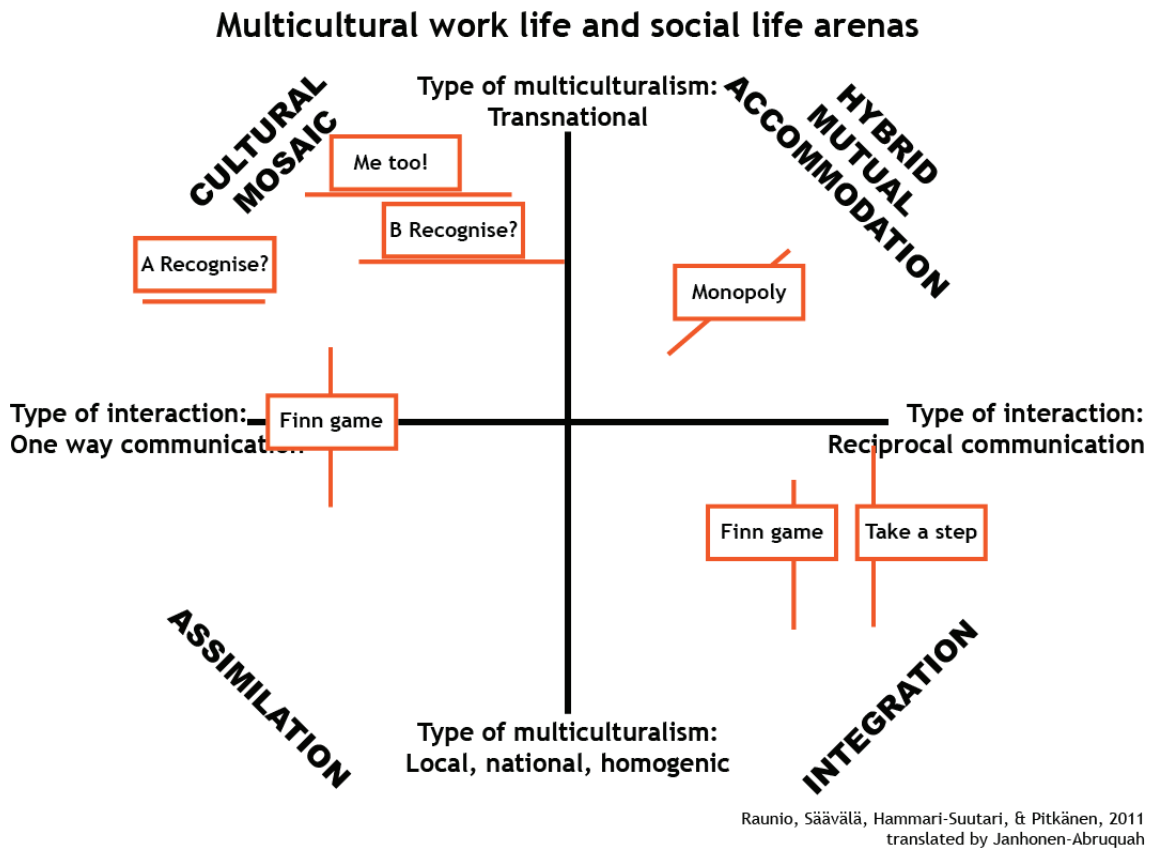 Multicultural work life and social life arenas
Type of multiculturalism:
Transnational
CULTURAL
MOSAIC
HYBRID
MUTUAL
ACCOMMODATION
Me too!
B Recognise?
A Recognise?
Monopoly
Type of interaction:
One way communication
Finn game
Type of interaction:
Reciprocal communication
Finn game
Take a step
ASSIMILATION
INTEGRATION
Type of multiculturalism:
Local, national, homogenic
Raunio, Säävälä, Hammari-Suutari, & Pitkänen, 2011
translated by Janhonen-Abruquah